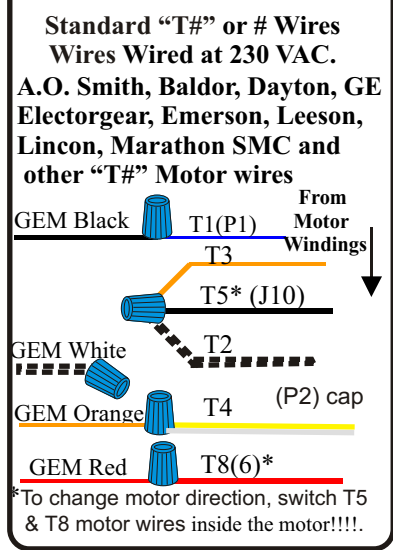 Standard “T#” or # Wires
Wires Wired at 230 VAC.
A.O. Smith, Baldor, Dayton, GE
Electorgear, Emerson, Leeson,
Lincon, Marathon SMC and
other “T#” Motor wires
From
Motor
Windings
GEM Black
T1(P1)
T3
T5* (J10)
GEM White
T2
(P2) cap
GEM Orange
T4
GEM Red
T8(6)*
*To change motor direction, switch T5
& T8 motor wires inside the motor!!!!.